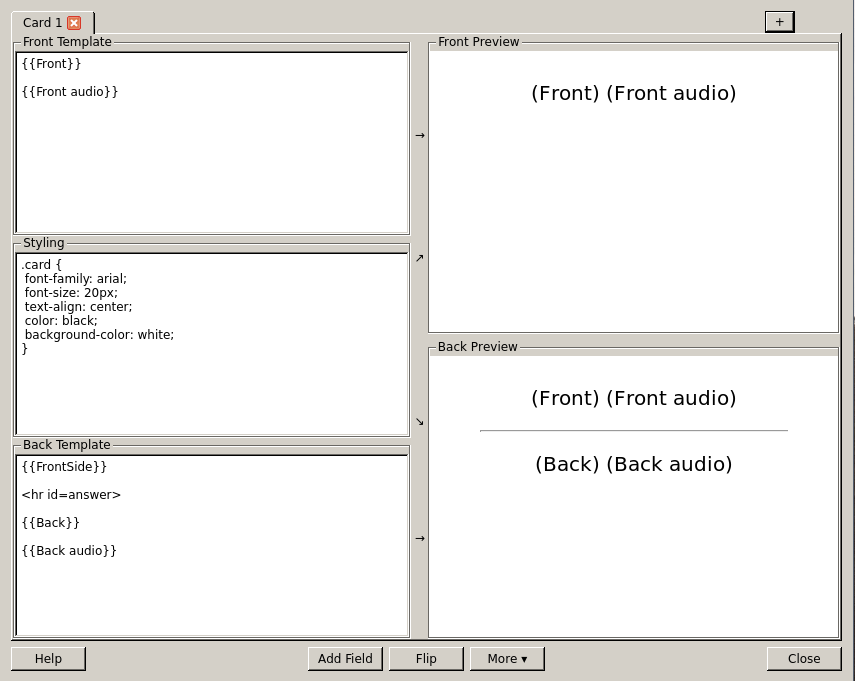 Card 1
+
Front Template
{{Front}}
{{Front audio}}
Styling
.card {
 font-family: arial;
 font-size: 20px;
 text-align: center;
 color: black;
 background-color: white;
}
Back Template
{{FrontSide}}
<hr id=answer>
{{Back}}
{{Back audio}}
→
↗
↘
→
Front Preview
(Front) (Front audio)
Back Preview
(Front) (Front audio)
(Back) (Back audio)
Help
Add Field
Flip
More ▾
Close